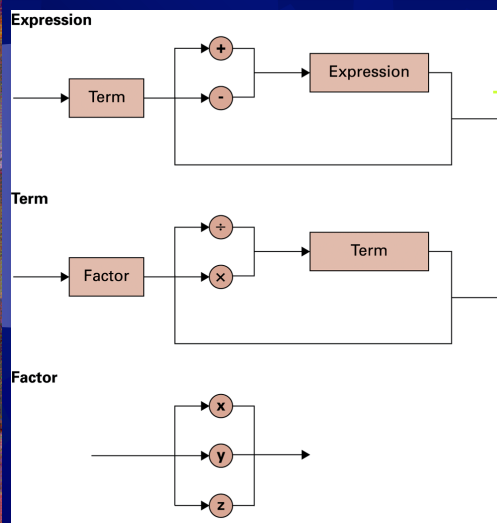 Expression
+
Expression
Term
-
Term
÷
Term
Factor
×
Factor
x
y
z